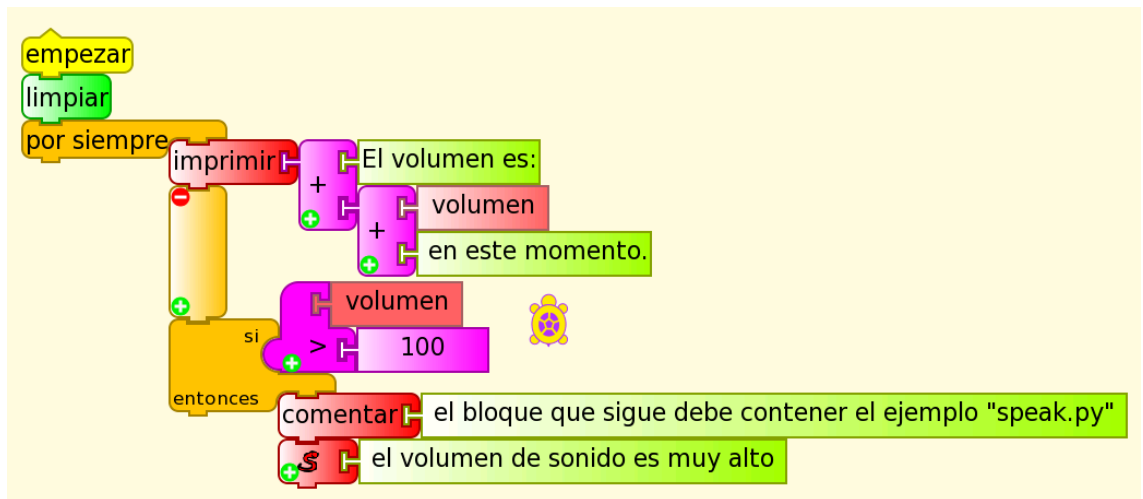 empezar
limpiar
por siempre
imprimir
+
El volumen es:
+
volumen
en este momento.
si
volumen
>
100
entonces
comentar
el bloque que sigue debe contener el ejemplo "speak.py"
el volumen de sonido es muy alto